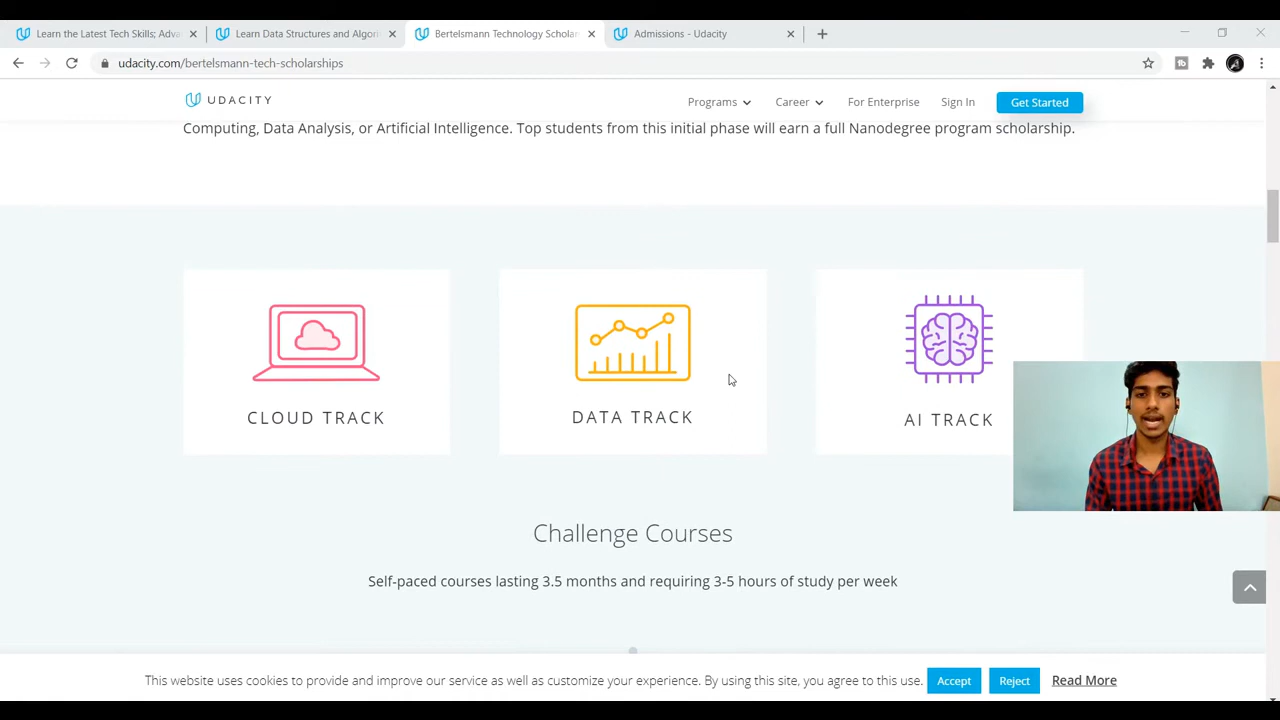 Learn the Latest Tech Skills; Adva
Learn Data Structures and Algori
Bertelsmann Technology Scholar
Admissions - Udacity
udacity.com/bertelsmann-tech-scholarships
UDACITY
Programs
Career
For Enterprise
Sign In
Get Started
Computing, Data Analysis, or Artificial Intelligence. Top students from this initial phase will earn a full Nanodegree program scholarship.
CLOUD TRACK
DATA TRACK
AI TRACK
Challenge Courses
Self-paced courses lasting 3.5 months and requiring 3-5 hours of study per week
This website uses cookies to provide and improve our service as well as customize your experience. By using this site, you agree to this use.
Accept
Reject
Read More